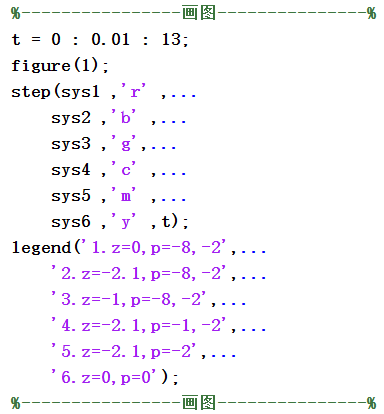 %----------------画图---------------%
t = 0 : 0.01 : 13;
figure(1);
step(sys1 ,'r' ,...
    sys2 ,'b' ,...
    sys3 ,'g',...
    sys4 ,'c' ,...
    sys5 ,'m' ,...
    sys6 ,'y' ,t);
legend('1.z=0,p=-8,-2',...
    '2.z=-2.1,p=-8,-2',...
    '3.z=-1,p=-8,-2',...
    '4.z=-2.1,p=-1,-2',...
    '5.z=-2.1,p=-2',...
    '6.z=0,p=0');
%----------------画图---------------%